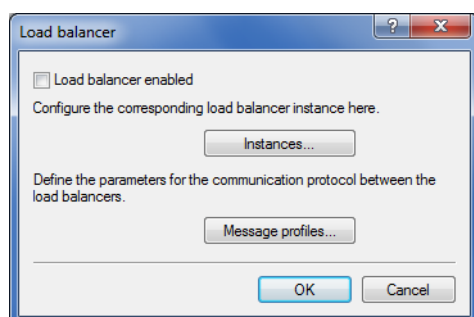 Load balancer
?
Load balancer enabled
Configure the corresponding load balancer instance here.
Instances...
Define the parameters for the communication protocol between the
load balancers.
Message profiles...
OK Cancel